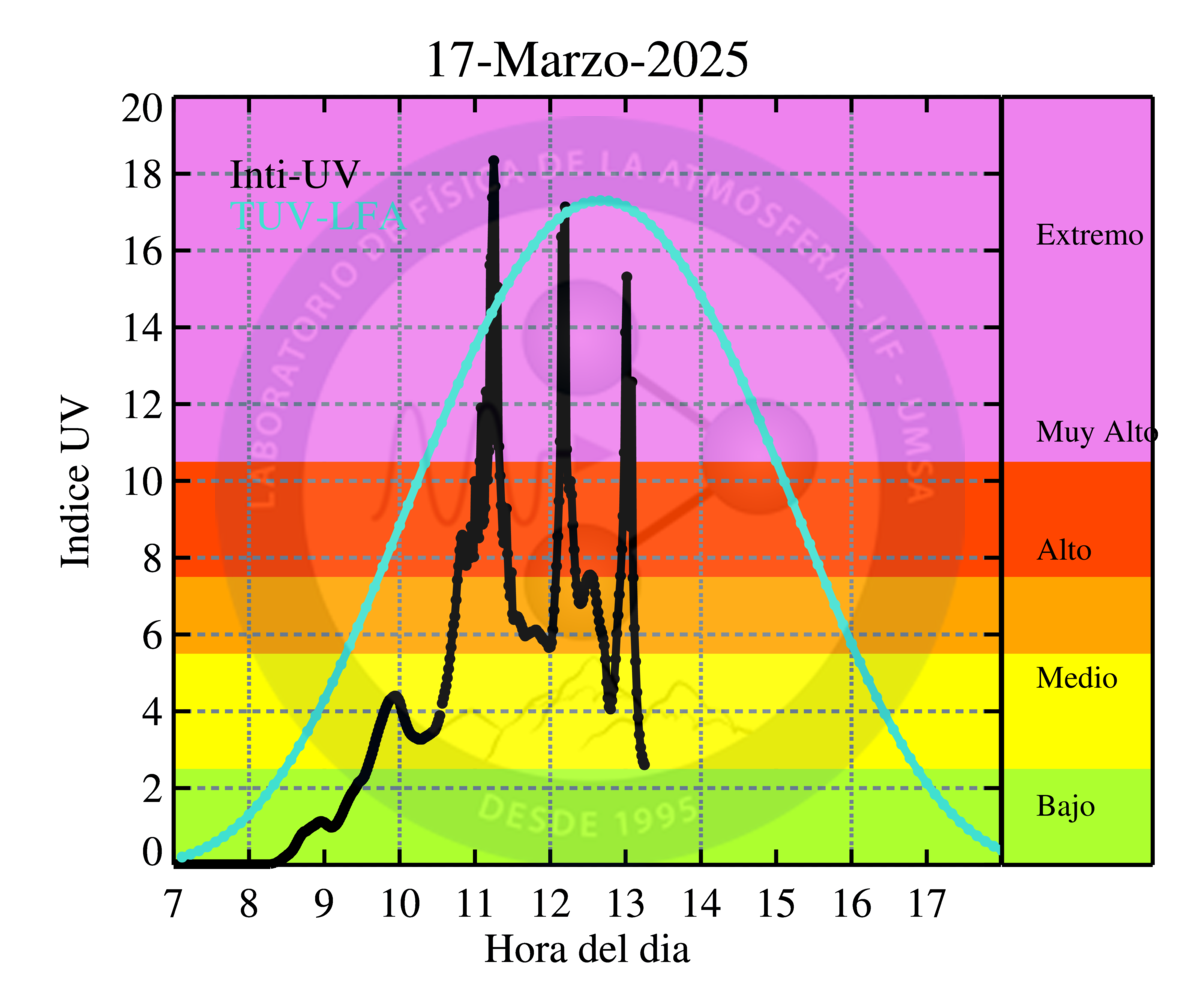 17-Marzo-2025
20
18
16
14
12
10
8
6
4
2
0
Indice UV
Inti-UV
TUV-LFA
LABORATORIO DE FÍSICA DE LA ATMÓSFERA - IIF - UMSA
DESDE 1995
Extremo
Muy Alto
Alto
Medio
Bajo
7 8 9 10 11 12 13 14 15 16 17
Hora del dia